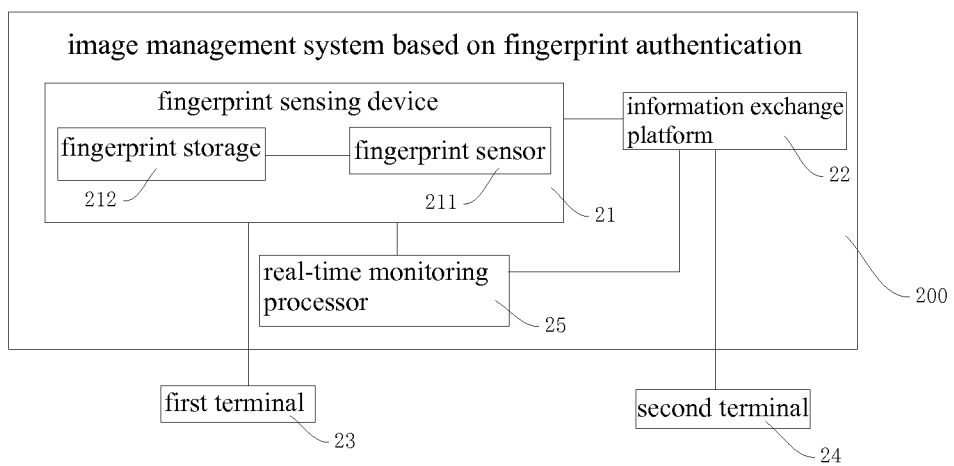 image management system based on fingerprint authentication
fingerprint sensing device
information exchange
platform
fingerprint storage
fingerprint sensor
22
212
211
21
real-time monitoring
processor
200
25
first terminal
second terminal
23
24